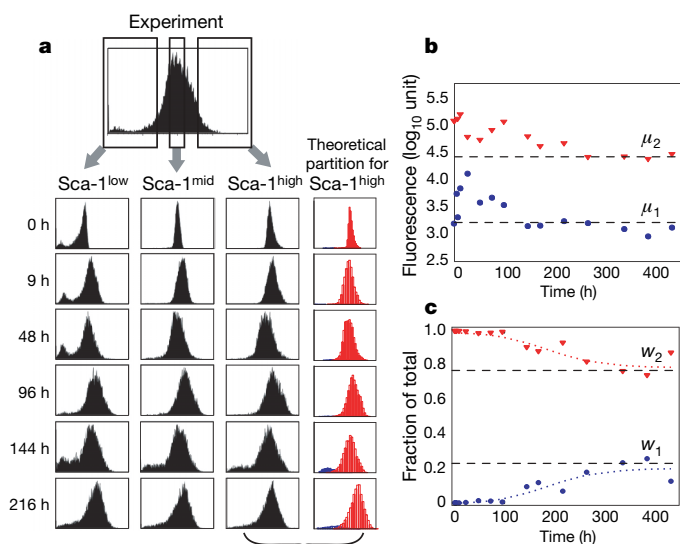 a
Experiment
Sca-1low
Sca-1mid
Sca-1high
Theoretical
partition for
Sca-1high
0 h
9 h
48 h
96 h
144 h
216 h
b
Fluorescence (log10 unit)
5.5
5.0
4.5
4.0
3.5
3.0
2.5
μ2
μ1
0
100
200
300
400
Time (h)
c
Fraction of total
1.0
0.8
0.6
0.4
0.2
0
w2
w1
0
100
200
300
400
Time (h)